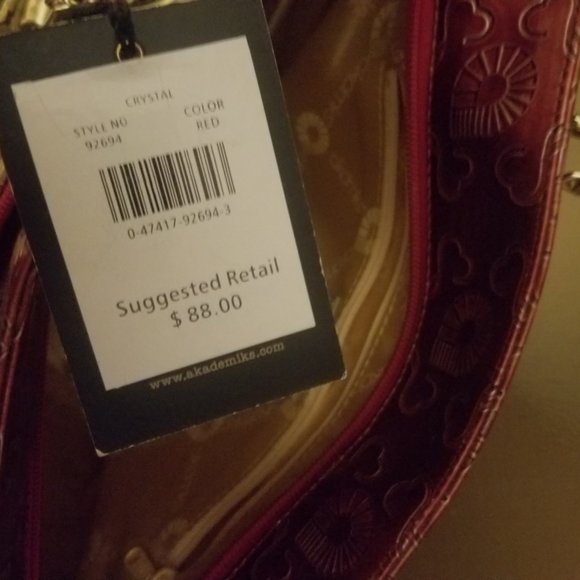 CRYSTAL
STYLE NO COLOR
92694 RED
0-47417-92694-3
Suggested Retail
$ 88.00
www.akademiks.com